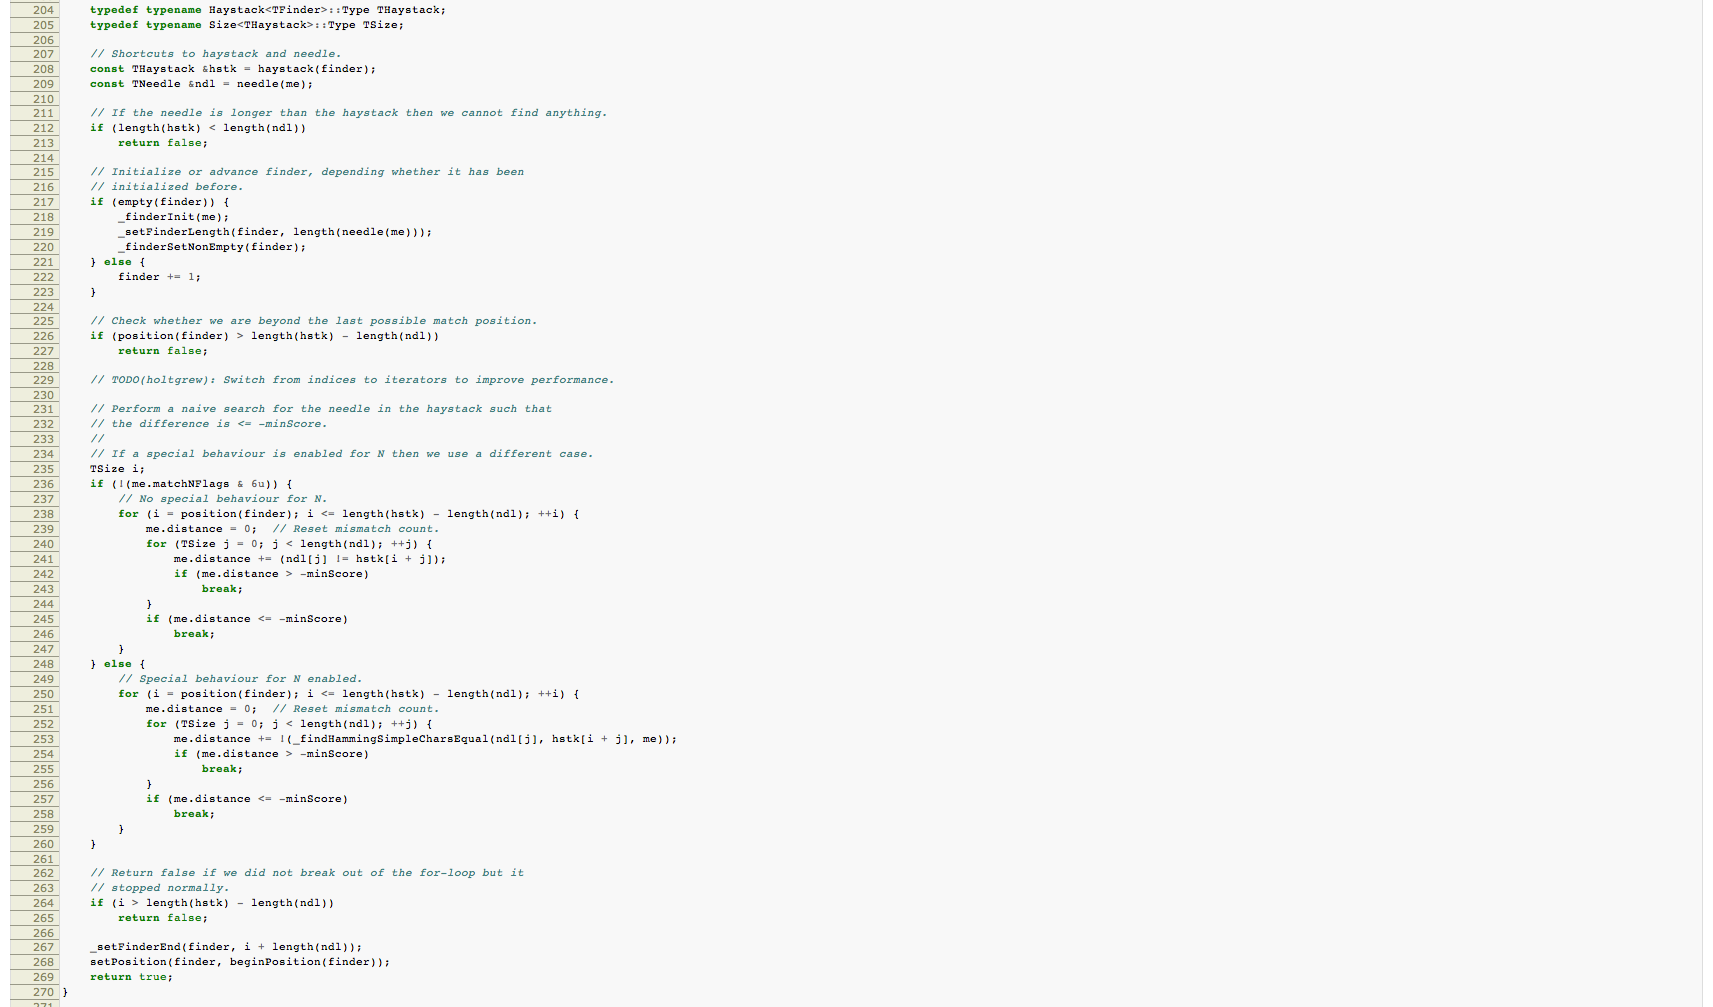 204 typedef typename Haystack<TFinder>::Type THaystack;
205 typedef typename Size<THaystack>::Type TSize;
206
207 // Shortcuts to haystack and needle.
208 const THaystack &hstk = haystack(finder);
209 const TNeedle &ndl = needle(me);
210
211 // If the needle is longer than the haystack then we cannot find anything.
212 if (length(hstk) < length(ndl))
213 return false;
214
215 // Initialize or advance finder, depending whether it has been
216 // initialized before.
217 if (empty(finder)) {
218 _finderInit(me);
219 _setFinderLength(finder, length(needle(me)));
220 _finderSetNonEmpty(finder);
221 } else {
222 finder += 1;
223 }
224
225 // Check whether we are beyond the last possible match position.
226 if (position(finder) > length(hstk) - length(ndl))
227 return false;
228
229 // TODO(holtgrew): Switch from indices to iterators to improve performance.
230
231 // Perform a naive search for the needle in the haystack such that
232 // the difference is <= -minScore.
233 //
234 // If a special behaviour is enabled for N then we use a different case.
235 TSize i;
236 if (!(me.matchNFlags & 6u)) {
237 // No special behaviour for N.
238 for (i = position(finder); i <= length(hstk) - length(ndl); ++i) {
239 me.distance = 0;  // Reset mismatch count.
240 for (TSize j = 0; j < length(ndl); ++j) {
241 me.distance += (ndl[j] != hstk[i + j]);
242 if (me.distance > -minScore)
243 break;
244 }
245 if (me.distance <= -minScore)
246 break;
247 }
248 } else {
249 // Special behaviour for N enabled.
250 for (i = position(finder); i <= length(hstk) - length(ndl); ++i) {
251 me.distance = 0;  // Reset mismatch count.
252 for (TSize j = 0; j < length(ndl); ++j) {
253 me.distance += !(_findHammingSimpleCharsEqual(ndl[j], hstk[i + j], me));
254 if (me.distance > -minScore)
255 break;
256 }
257 if (me.distance <= -minScore)
258 break;
259 }
260 }
261
262 // Return false if we did not break out of the for-loop but it
263 // stopped normally.
264 if (i > length(hstk) - length(ndl))
265 return false;
266
267 _setFinderEnd(finder, i + length(ndl));
268 setPosition(finder, beginPosition(finder));
269 return true;
270 }
271